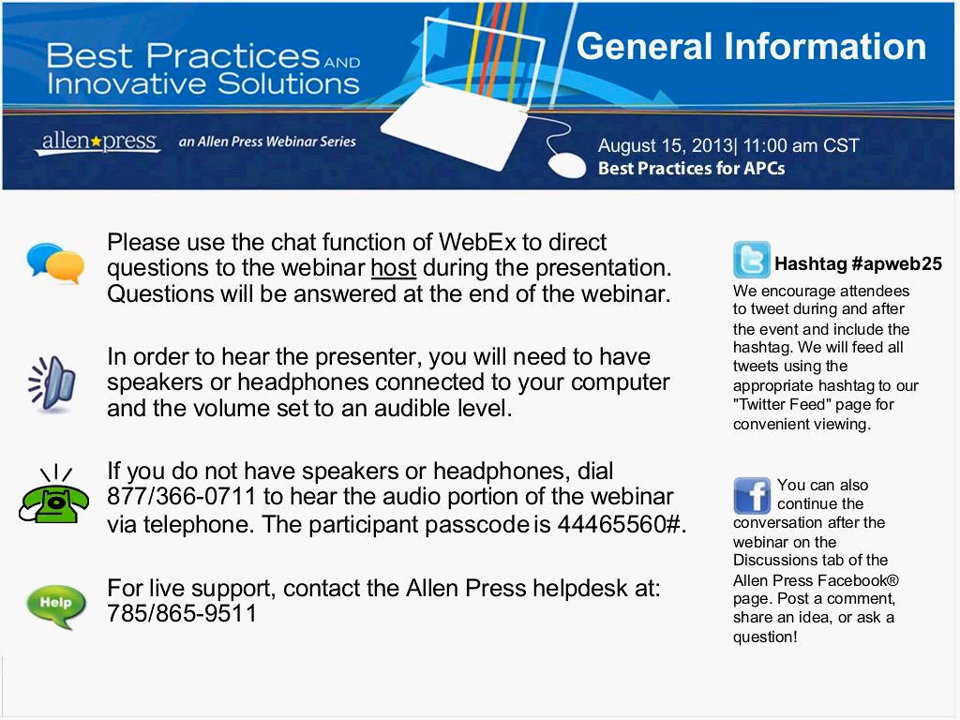 Best Practices AND
Innovative Solutions
General Information
allen press
an Allen Press Webinar Series
August 15, 2013| 11:00 am CST
Best Practices for APCs
Please use the chat function of WebEx to direct
questions to the webinar host during the presentation.
Questions will be answered at the end of the webinar.
In order to hear the presenter, you will need to have
speakers or headphones connected to your computer
and the volume set to an audible level.
If you do not have speakers or headphones, dial
877/366-0711 to hear the audio portion of the webinar
via telephone. The participant passcode is 44465560#.
Help
For live support, contact the Allen Press helpdesk at:
785/865-9511
t
Hashtag #apweb25
We encourage attendees
to tweet during and after
the event and include the
hashtag. We will feed all
tweets using the
appropriate hashtag to our
"Twitter Feed" page for
convenient viewing.
f
You can also
continue the
conversation after the
webinar on the
Discussions tab of the
Allen Press Facebook®
page. Post a comment,
share an idea, or ask a
question!